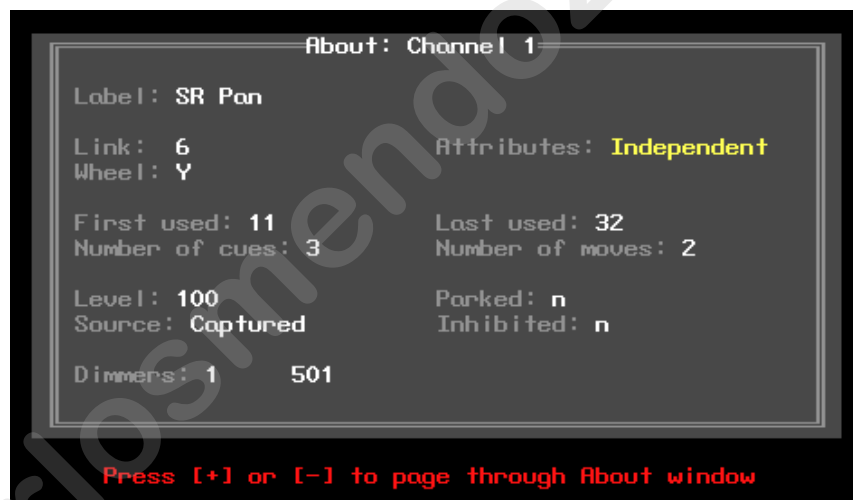 About: Channel 1
Label: SR Pan
Link: 6 Attributes: Independent
Wheel: Y
First used: 11 Last used: 32
Number of cues: 3 Number of moves: 2
Level: 100 Parked: n
Source: Captured Inhibited: n
Dimmers: 1 501
Press [+] or [-] to page through About window